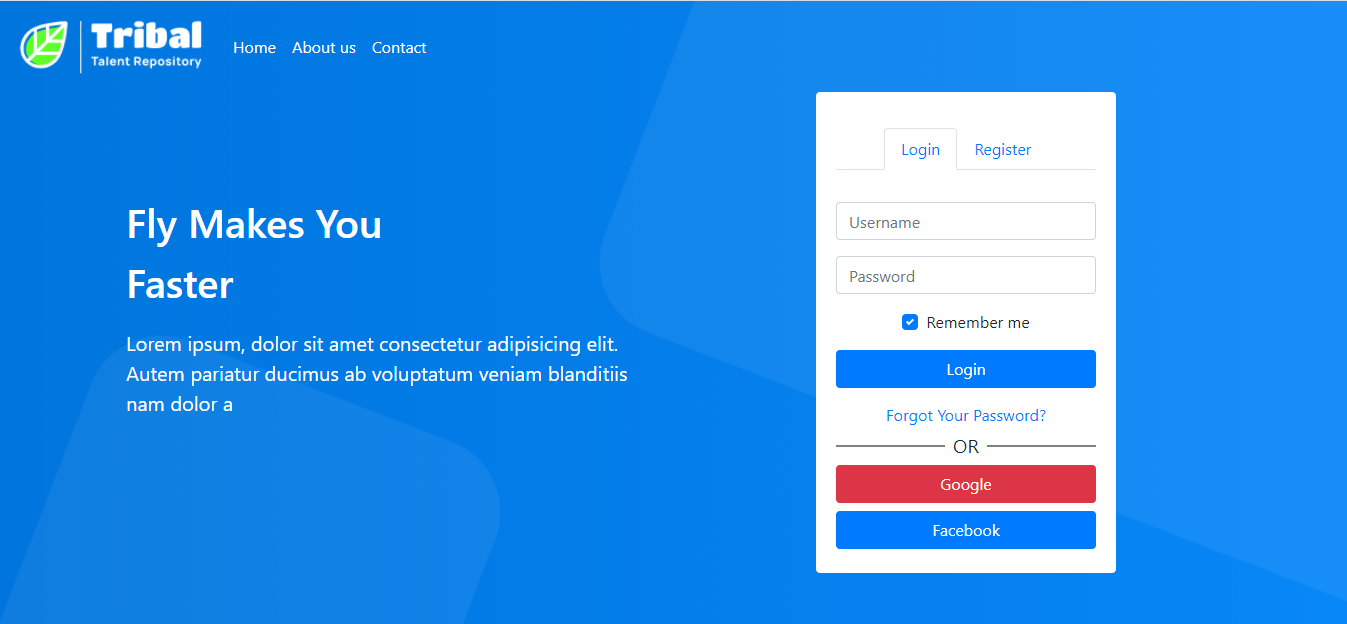 Tribal
Talent Repository
Home About us Contact
Login Register
Fly Makes You
Faster
Lorem ipsum, dolor sit amet consectetur adipisicing elit.
Autem pariatur ducimus ab voluptatum veniam blanditiis
nam dolor a
Username
Password
Remember me
Login
Forgot Your Password?
OR
Google
Facebook